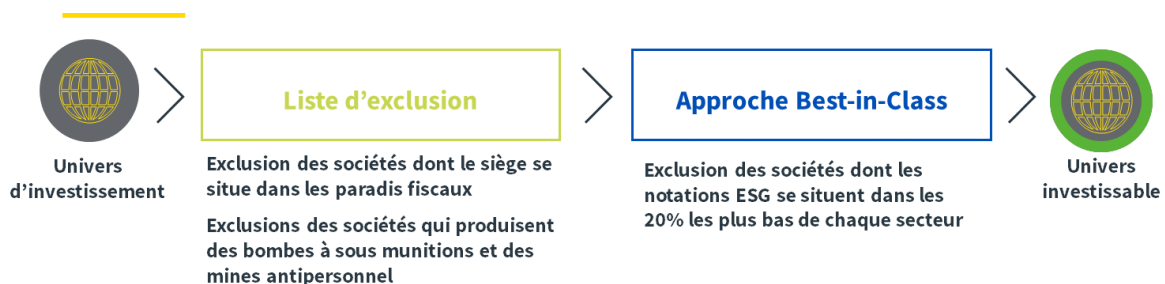 Univers
d’investissement
Liste d’exclusion
Exclusion des sociétés dont le siège se
situe dans les paradis fiscaux
Exclusions des sociétés qui produisent
des bombes à sous munitions et des
mines antipersonnel
Approche Best-in-Class
Exclusion des sociétés dont les
notations ESG se situent dans les
20% les plus bas de chaque secteur
Univers
investissable